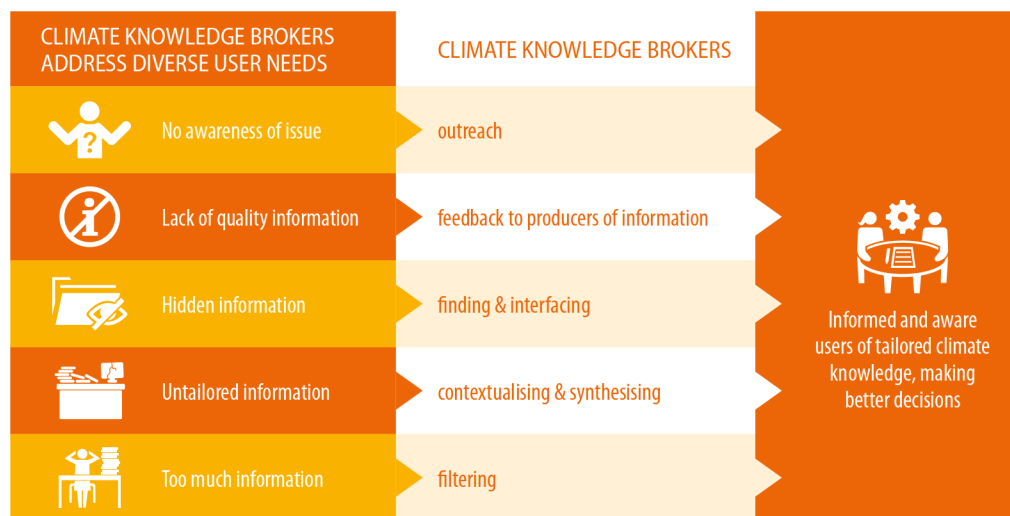 CLIMATE KNOWLEDGE BROKERS
ADDRESS DIVERSE USER NEEDS
CLIMATE KNOWLEDGE BROKERS
?
No awareness of issue
outreach
i
Lack of quality information
feedback to producers of information
Hidden information
finding & interfacing
Untailored information
contextualising & synthesising
Too much information
filtering
Informed and aware
users of tailored climate
knowledge, making
better decisions